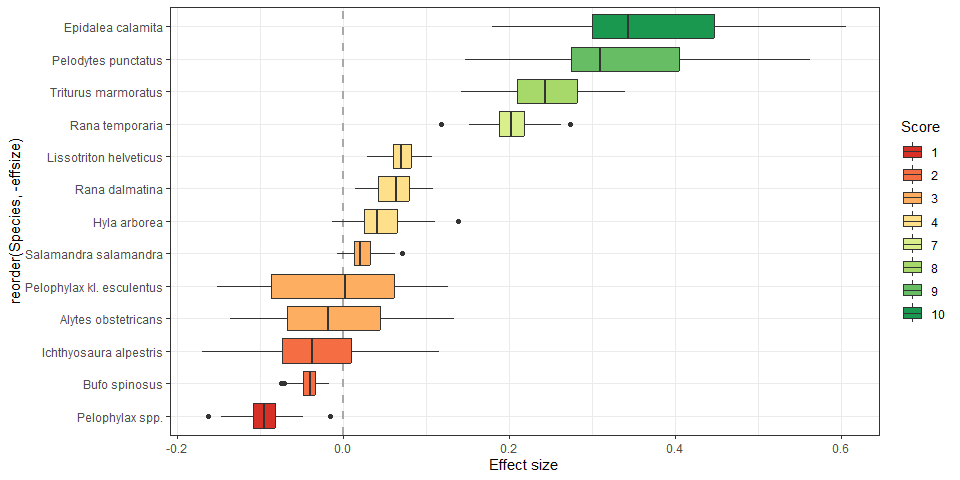 Epidalea calamita
Pelodytes punctatus
Triturus marmoratus
Rana temporaria
Lissotriton helveticus
Rana dalmatina
Hyla arborea
Salamandra salamandra
Pelophylax kl. esculentus
Alytes obstetricans
Ichthyosaura alpestris
Bufo spinosus
Pelophylax spp.
reorder(Species, -effsize)
-0.2 0.0 0.2 0.4 0.6
Effect size
Score
1
2
3
4
7
8
9
10